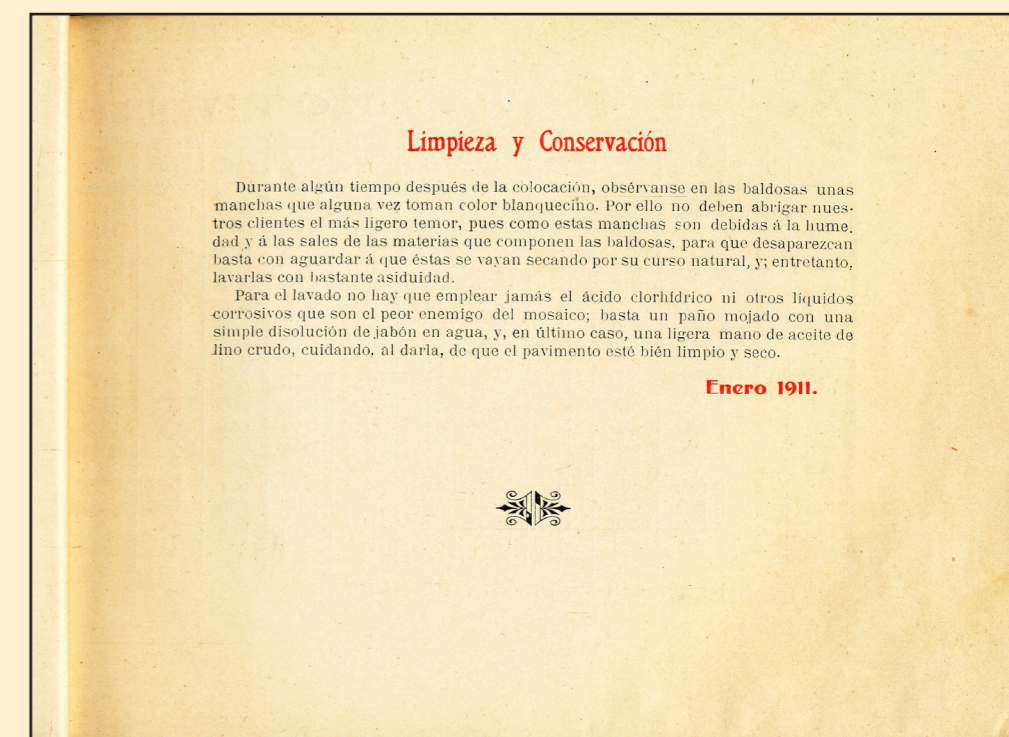 Limpieza y Conservación
Durante algún tiempo después de la colocación, obsérvanse en las baldosas unas
manchas que alguna vez toman color blanquecino. Por ello no deben abrigar nues-
tros clientes el más ligero temor, pues como estas manchas son debidas á la hume.
dad y á las sales de las materias que componen las baldosas, para que desaparezcan
basta con aguardar á que éstas se vayan secando por su curso natural, y; entretanto,
lavarlas con bastante asiduidad.
Para el lavado no hay que emplear jamás el ácido clorhídrico ni otros líquidos
corrosivos que son el peor enemigo del mosaico; basta un paño mojado con una
simple disolución de jabón en agua, y, en último caso, una ligera mano de aceite de
lino crudo, cuidando, al darla, de que el pavimento esté bién limpio y seco.
Enero 1911.